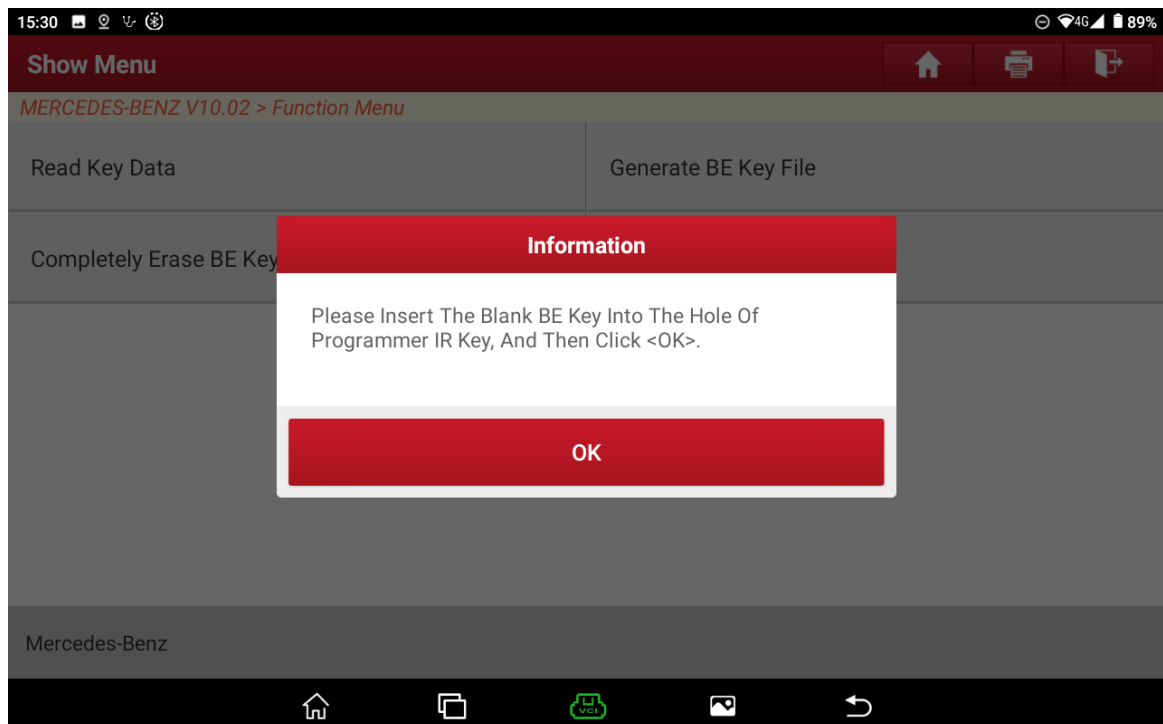 15:30
4G 89%
Show Menu
MERCEDES-BENZ V10.02 > Function Menu
Read Key Data
Generate BE Key File
Completely Erase BE Key
Information
Please Insert The Blank BE Key Into The Hole Of
Programmer IR Key, And Then Click <OK>.
OK
Mercedes-Benz
VCI